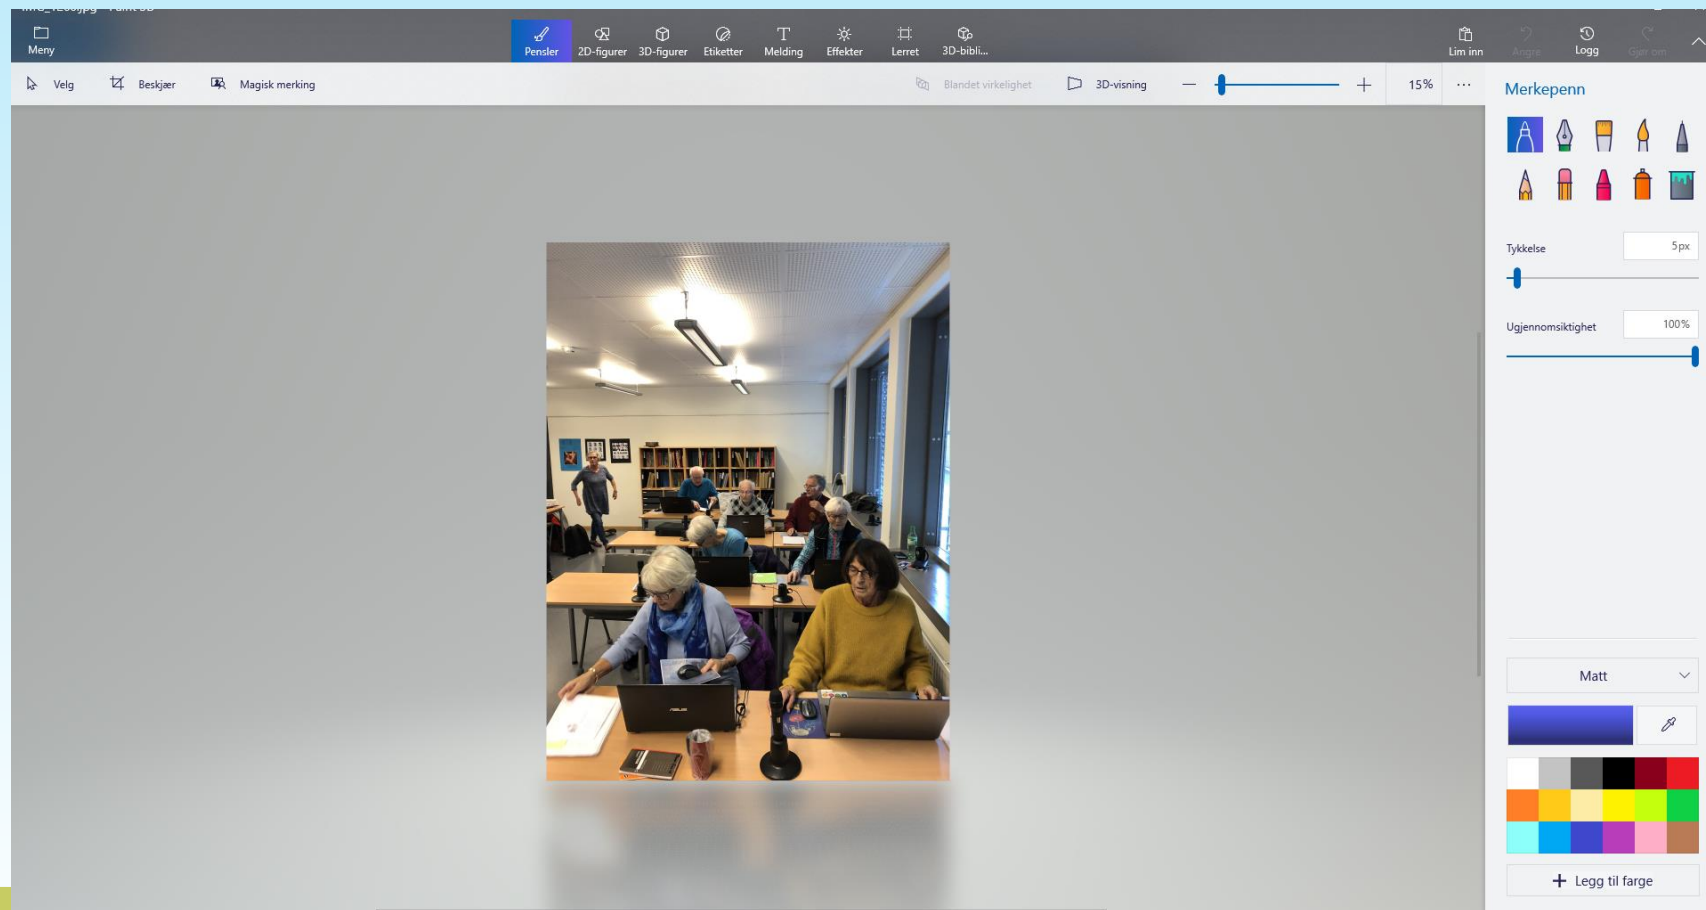 Meny
Pensler
2D-figurer
3D-figurer
Etiketter
Melding
Effekter
Lerret
3D-bibli...
Lim inn
Angre
Logg
Gjør om
Velg
Beskjær
Magisk merking
Blandet virkelighet
3D-visning
15%
Merkepenn
Tykkelse
5px
Ugjennomsiktighet
100%
ASUS
Matt
Legg til farge